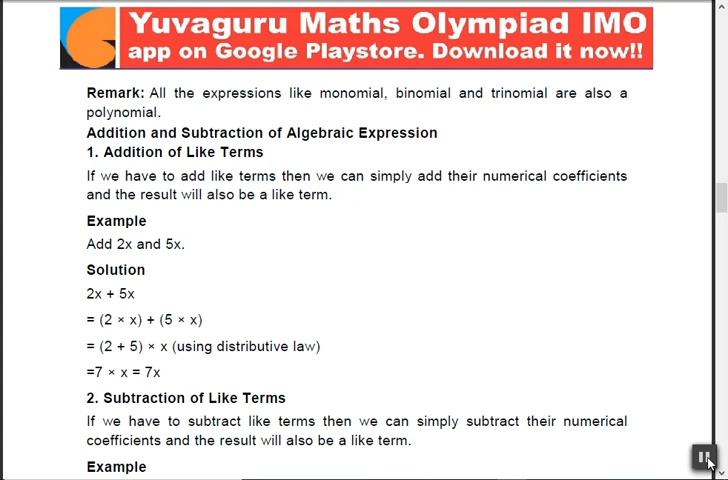 Yuvaguru Maths Olympiad IMO
app on Google Playstore. Download it now!!
Remark: All the expressions like monomial, binomial and trinomial are also a
polynomial.
Addition and Subtraction of Algebraic Expression
1. Addition of Like Terms
If we have to add like terms then we can simply add their numerical coefficients
and the result will also be a like term.
Example
Add 2x and 5x.
Solution
2x + 5x
= (2 × x) + (5 × x)
= (2 + 5) × x (using distributive law)
=7 × x = 7x
2. Subtraction of Like Terms
If we have to subtract like terms then we can simply subtract their numerical
coefficients and the result will also be a like term.
Example